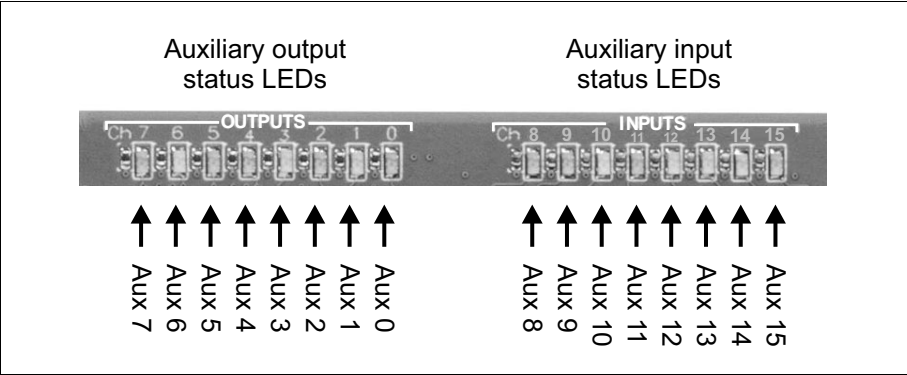 Auxiliary output
status LEDs
Auxiliary input
status LEDs
OUTPUTS
Ch 7 6 5 4 3 2 1 0
INPUTS
Ch 8 9 10 11 12 13 14 15
Aux 7
Aux 6
Aux 5
Aux 4
Aux 3
Aux 2
Aux 1
Aux 0
Aux 8
Aux 9
Aux 10
Aux 11
Aux 12
Aux 13
Aux 14
Aux 15